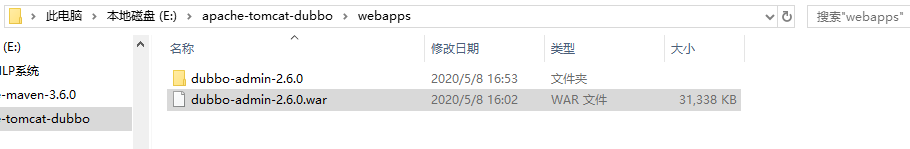 此电脑 > 本地磁盘 (E:) > apache-tomcat-dubbo > webapps
搜索"webapps"
(E:)
名称 修改日期 类型 大小
HLP系统
dubbo-admin-2.6.0 2020/5/8 16:53 文件夹
e-maven-3.6.0
dubbo-admin-2.6.0.war 2020/5/8 16:02 WAR 文件 31,338 KB
e-tomcat-dubbo